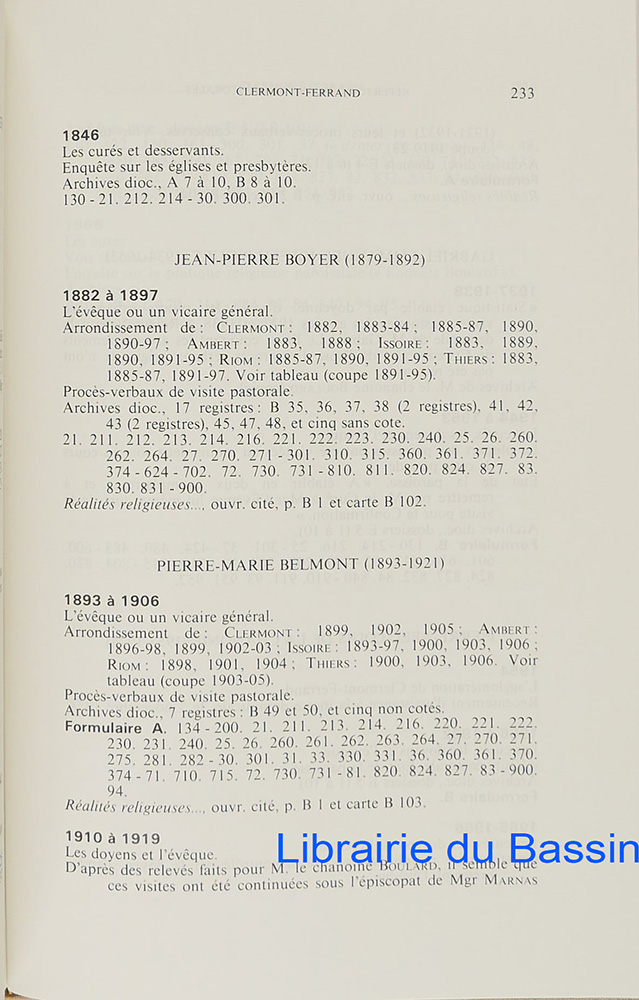 CLERMONT-FERRAND 233
1846
Les curés et desservants.
Enquête sur les églises et presbytères.
Archives dioc., A 7 à 10, B 8 à 10.
130 - 21. 212. 214 - 30. 300. 301.
JEAN-PIERRE BOYER (1879-1892)
1882 à 1897
L'évêque ou un vicaire général.
Arrondissement de : CLERMONT : 1882, 1883-84 ; 1885-87, 1890,
1890-97 ; AMBERT : 1883, 1888 ; ISSOIRE : 1883, 1889,
1890, 1891-95 ; RIOM : 1885-87, 1890, 1891-95 ; THIERS : 1883,
1885-87, 1891-97. Voir tableau (coupe 1891-95).
Procès-verbaux de visite pastorale.
Archives dioc., 17 registres : B 35, 36, 37, 38 (2 registres), 41, 42,
43 (2 registres), 45, 47, 48, et cinq sans cote.
21. 211. 212. 213. 214. 216. 221. 222. 223. 230. 240. 25. 26. 260.
262. 264. 27. 270. 271 - 301. 310. 315. 360. 361. 371. 372.
374 - 624 - 702. 72. 730. 731 - 810. 811. 820. 824. 827. 83.
830. 831 - 900.
Réalités religieuses..., ouvr. cité, p. B 1 et carte B 102.
PIERRE-MARIE BELMONT (1893-1921)
1893 à 1906
L'évêque ou un vicaire général.
Arrondissement de : CLERMONT : 1899, 1902, 1905 ; AMBERT :
1896-98, 1899, 1902-03 ; ISSOIRE : 1893-97, 1900, 1903, 1906 ;
RIOM : 1898, 1901, 1904 ; THIERS : 1900, 1903, 1906. Voir
tableau (coupe 1903-05).
Procès-verbaux de visite pastorale.
Archives dioc., 7 registres : B 49 et 50, et cinq non cotés.
Formulaire A. 134 - 200. 21. 211. 213. 214. 216. 220. 221. 222.
230. 231. 240. 25. 26. 260. 261. 262. 263. 264. 27. 270. 271.
275. 281. 282 - 30. 301. 31. 33. 330. 331. 36. 360. 361. 370.
374 - 71. 710. 715. 72. 730. 731 - 81. 820. 824. 827. 83 - 900.
94.
Réalités religieuses..., ouvr. cité, p. B 1 et carte B 103.
1910 à 1919
Les doyens et l'évêque.
D'après des relevés faits pour M. le chanoine BOULARD, il semble que
ces visites ont été continuées sous l'épiscopat de Mgr MARNAS
Librairie du Bassin